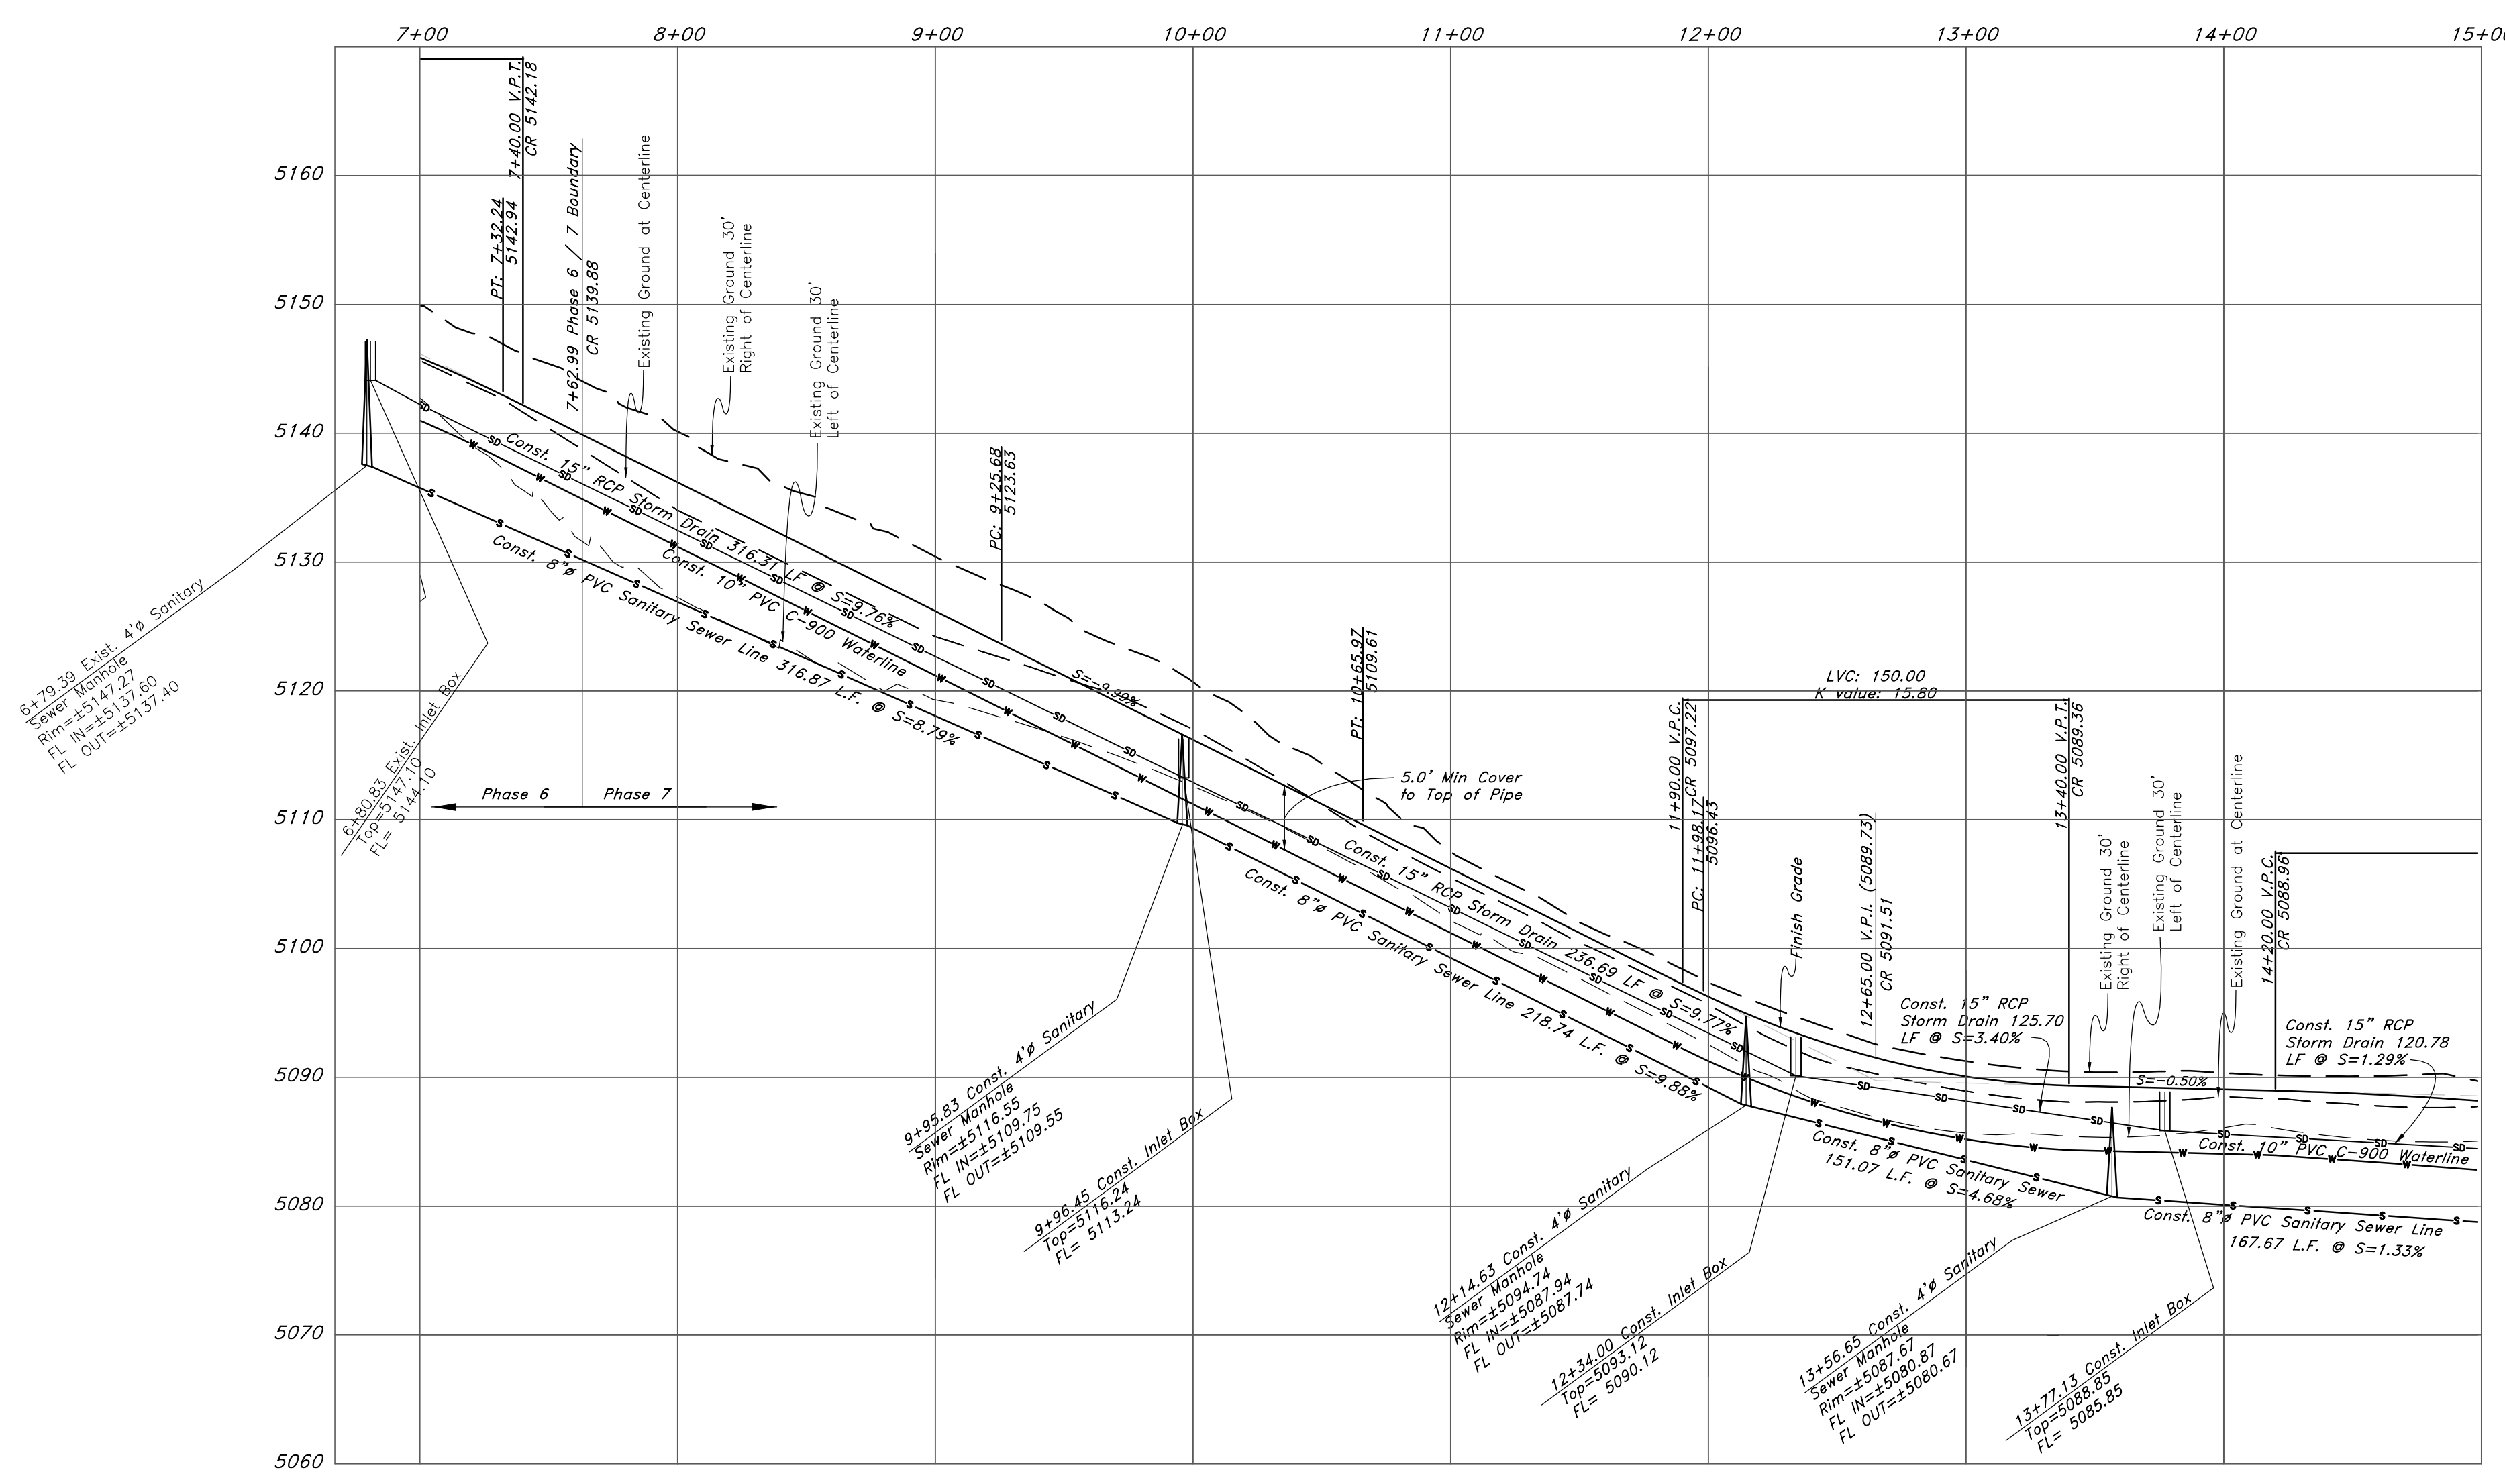 7+00
8+00
9+00
10+00
11+00
12+00
13+00
14+00
15+0
5160
5150
5140
5130
5120
5110
5100
5090
5080
5070
5060
7+40.00 V.P.T.
CR 5142.18
PT: 7+32.24
5142.94
7+62.99 Phase 6 / 7 Boundary
CR 5139.88
Existing Ground at Centerline
Existing Ground 30'
Right of Centerline
Existing Ground 30'
Left of Centerline
PC: 9+25.68
5123.63
PT: 10+65.97
5109.61
LVC: 150.00
K value: 15.80
11+90.00 V.P.C.
CR 5097.22
PC: 11+98.17
5096.43
Finish Grade
12+65.00 V.P.I. (5089.73)
CR 5091.51
13+40.00 V.P.T.
CR 5089.36
Existing Ground 30'
Right of Centerline
Existing Ground 30'
Left of Centerline
Existing Ground at Centerline
14+20.00 V.P.C.
CR 5088.96
Const. 15" RCP Storm Drain 316.31 LF @ S=9.76%
Const. 10" PVC C-900 Waterline
Const. 8"ø PVC Sanitary Sewer Line 316.87 L.F. @ S=8.79%
S=-9.99%
5.0' Min Cover
to Top of Pipe
Phase 6
Phase 7
Const. 15" RCP Storm Drain 236.69 LF @ S=9.77%
Const. 8"ø PVC Sanitary Sewer Line 218.74 L.F. @ S=9.88%
Const. 15" RCP
Storm Drain 125.70
LF @ S=3.40%
Const. 15" RCP
Storm Drain 120.78
LF @ S=1.29%
S=-0.50%
Const. 10" PVC C-900 Waterline
Const. 8"ø PVC Sanitary Sewer
151.07 L.F. @ S=4.68%
Const. 8"ø PVC Sanitary Sewer Line
167.67 L.F. @ S=1.33%
6+79.39 Exist. 4'ø Sanitary
Sewer Manhole
Rim=±5147.27
FL IN=±5137.60
FL OUT=±5137.40
6+80.83 Exist. Inlet Box
Top=5147.10
FL= 5144.10
9+95.83 Const. 4'ø Sanitary
Sewer Manhole
Rim=±5116.55
FL IN=±5109.75
FL OUT=±5109.55
9+96.45 Const. Inlet Box
Top=5116.24
FL= 5113.24
12+14.63 Const. 4'ø Sanitary
Sewer Manhole
Rim=±5094.74
FL IN=±5087.94
FL OUT=±5087.74
12+34.00 Const. Inlet Box
Top=5093.12
FL= 5090.12
13+56.65 Const. 4'ø Sanitary
Sewer Manhole
Rim=±5087.67
FL IN=±5080.87
FL OUT=±5080.67
13+77.13 Const. Inlet Box
Top=5088.85
FL= 5085.85